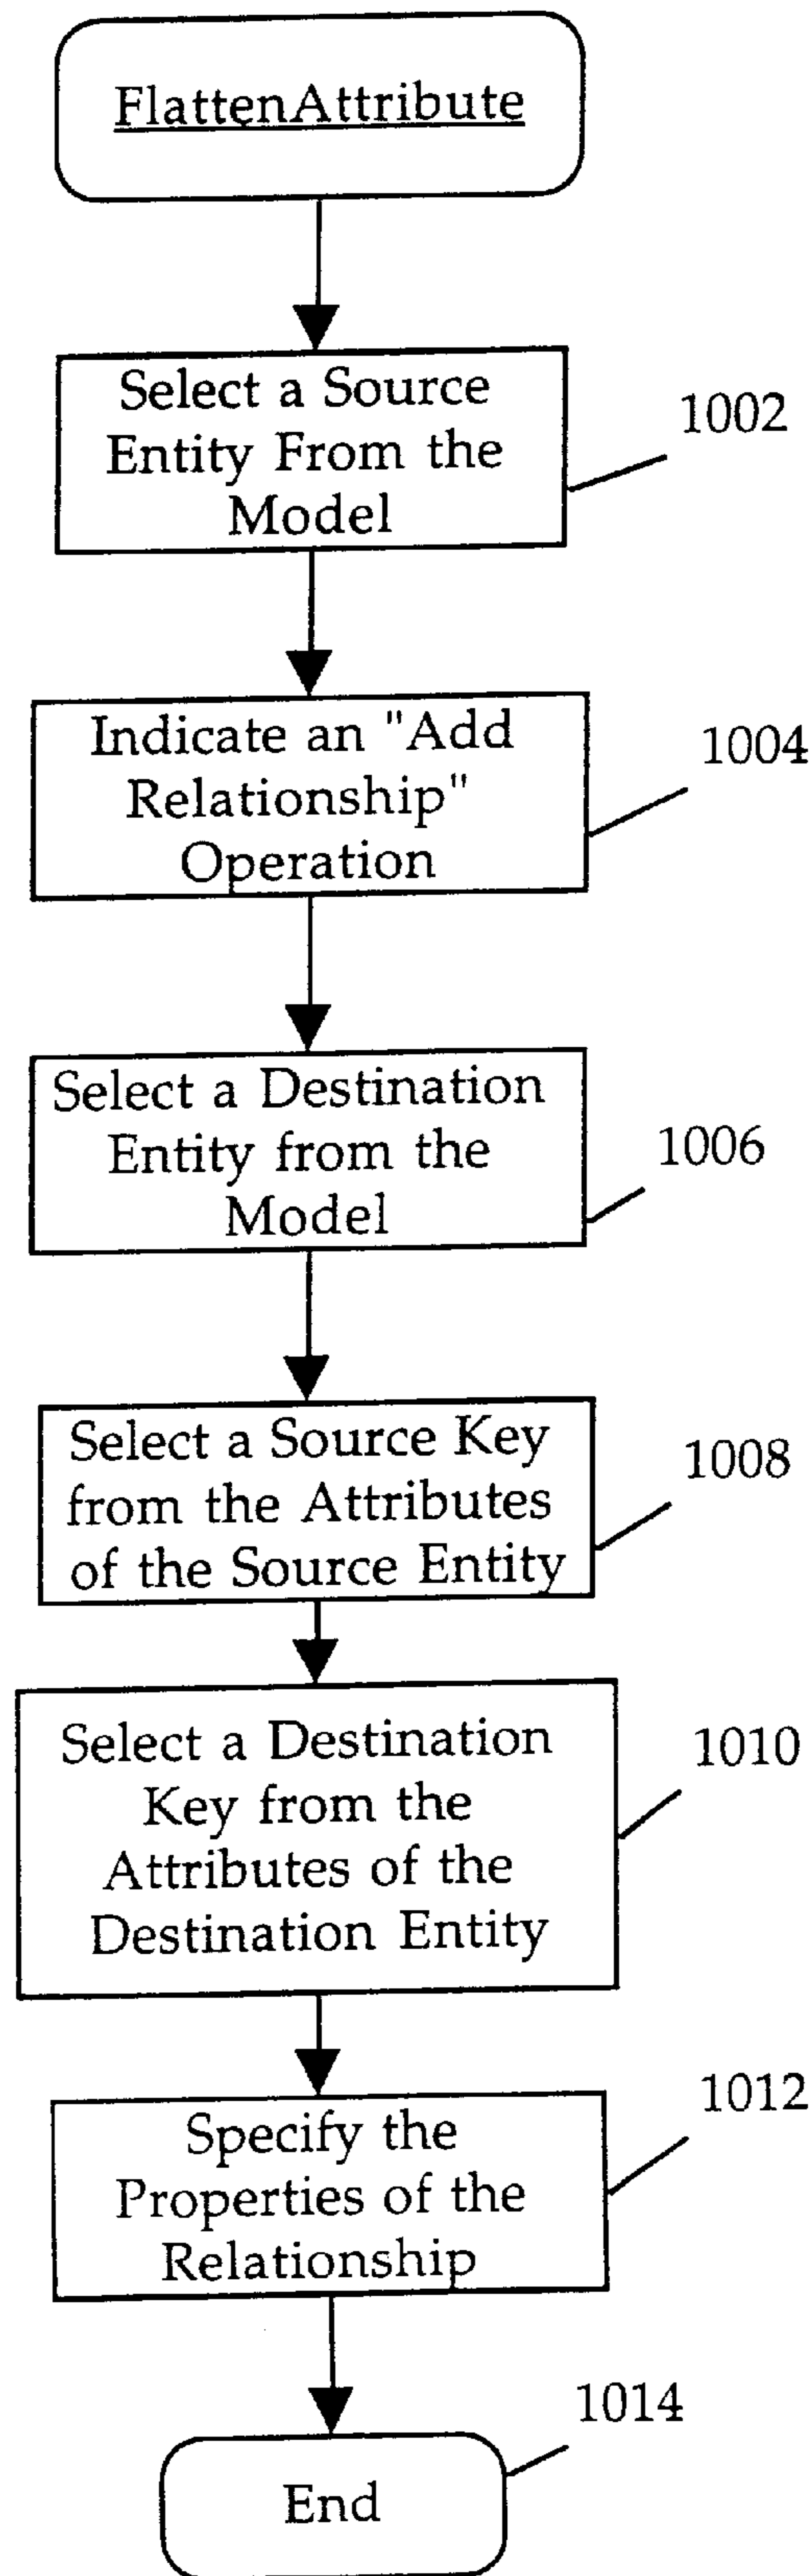 FlattenAttribute
Select a Source
Entity From the
Model
1002
Indicate an "Add
Relationship"
Operation
1004
Select a Destination
Entity from the
Model
1006
Select a Source Key
from the Attributes
of the Source Entity
1008
Select a Destination
Key from the
Attributes of the
Destination Entity
1010
Specify the
Properties of the
Relationship
1012
End
1014